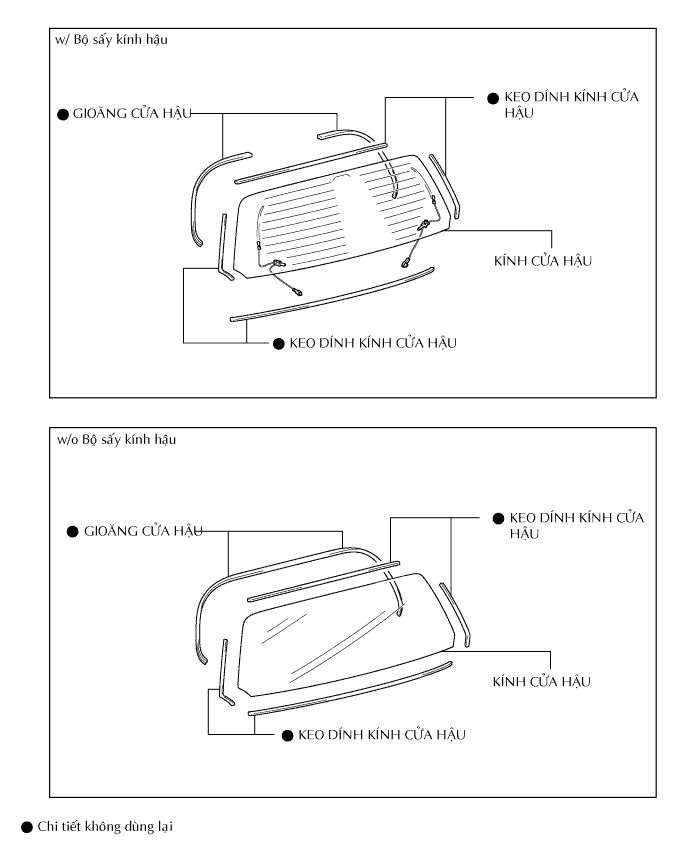 w/ Bộ sấy kính hậu
● KEO DÍNH KÍNH CỬA
HẬU
● GIOĂNG CỬA HẬU
KÍNH CỬA HẬU
● KEO DÍNH KÍNH CỬA HẬU
w/o Bộ sấy kính hậu
● KEO DÍNH KÍNH CỬA
HẬU
● GIOĂNG CỬA HẬU
KÍNH CỬA HẬU
● KEO DÍNH KÍNH CỬA HẬU
● Chi tiết không dùng lại